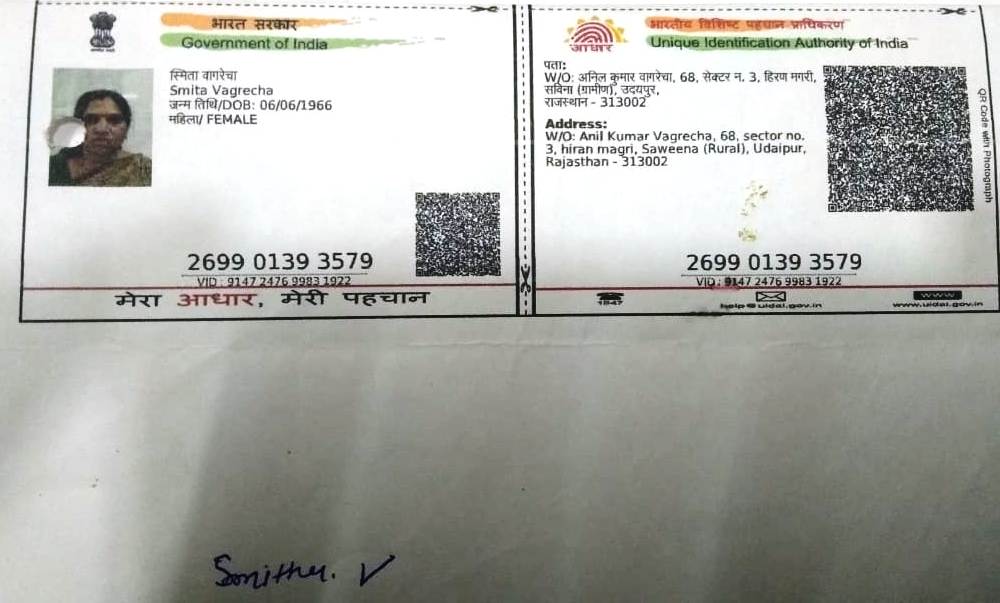 भारत सरकार
Government of India
स्मिता वागरेचा
Smita Vagrecha
जन्म तिथि/DOB: 06/06/1966
महिला/ FEMALE
2699 0139 3579
VID : 9147 2476 9983 1922
मेरा आधार, मेरी पहचान
आधार
भारतीय विशिष्ट पहचान प्राधिकरण
Unique Identification Authority of India
पता:
W/O: अनिल कुमार वागरेचा, 68, सेक्टर न. 3, हिरण मगरी,
सविना (ग्रामीण), उदयपुर,
राजस्थान - 313002
Address:
W/O: Anil Kumar Vagrecha, 68, sector no.
3, hiran magri, Saweena (Rural), Udaipur,
Rajasthan - 313002
QR Code with Photograph
2699 0139 3579
VID : 9147 2476 9983 1922
1947
help@uidai.gov.in
www
www.uidai.gov.in